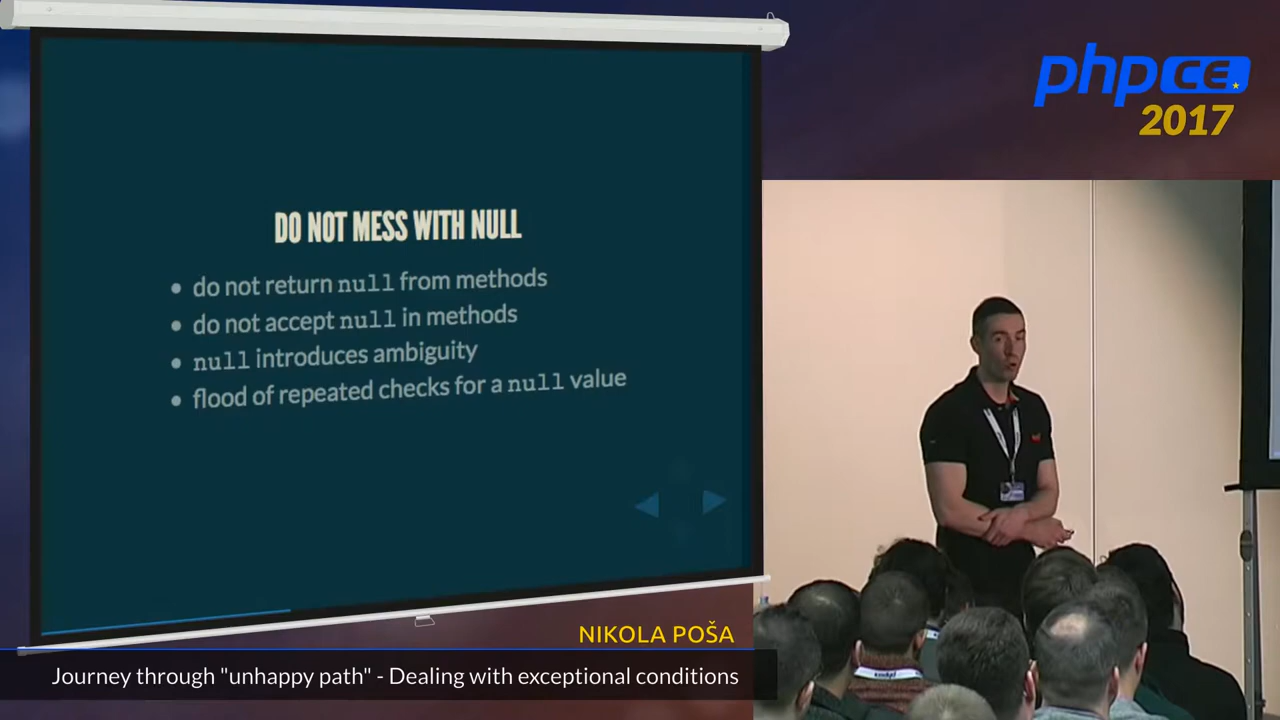 phpCE
2017
DO NOT MESS WITH NULL
do not return null from methods
do not accept null in methods
null introduces ambiguity
flood of repeated checks for a null value
NIKOLA POŠA
Journey through "unhappy path" - Dealing with exceptional conditions